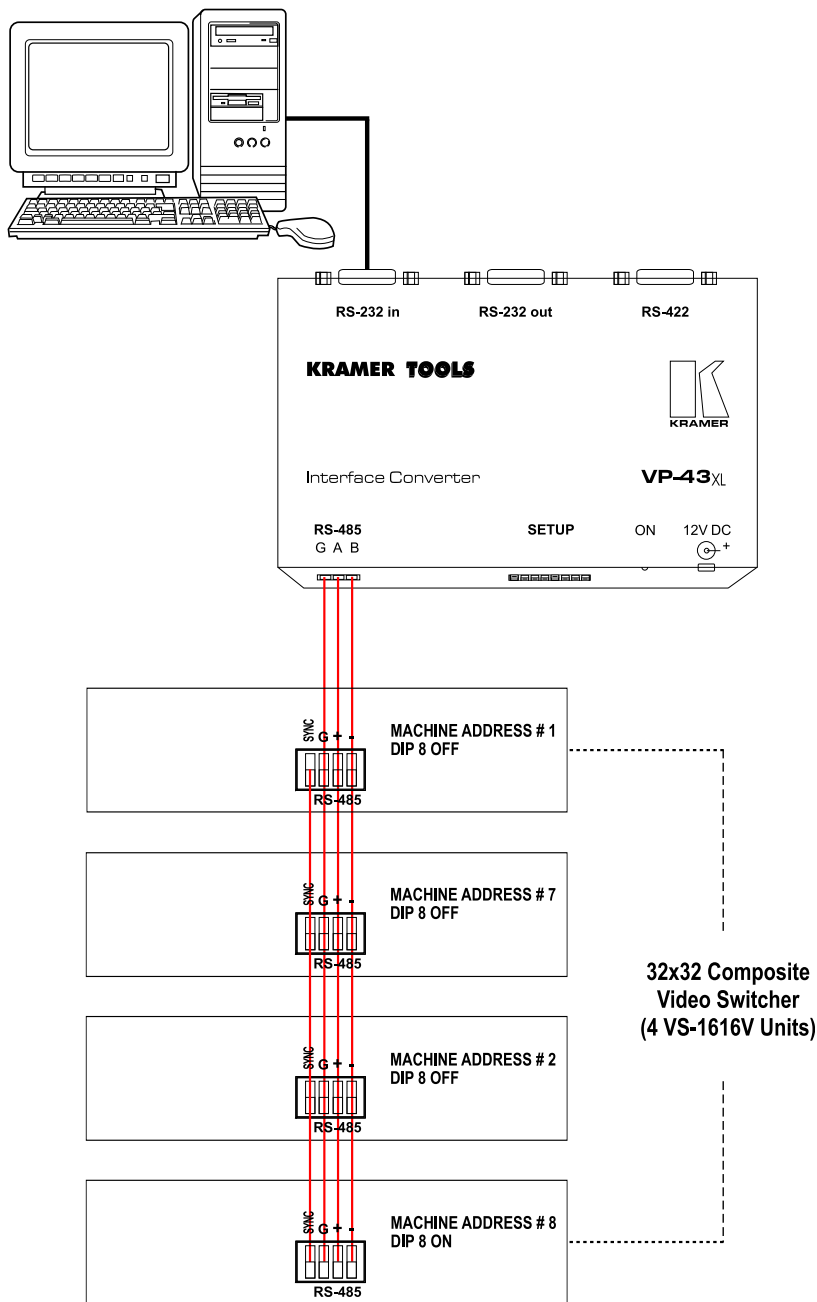 RS-232 in RS-232 out RS-422
KRAMER TOOLS
KRAMER
Interface Converter VP-43XL
RS-485 SETUP ON 12V DC
G A B +
SYNC G + -
MACHINE ADDRESS # 1
DIP 8 OFF
RS-485
SYNC G + -
MACHINE ADDRESS # 7
DIP 8 OFF
RS-485
32x32 Composite
Video Switcher
(4 VS-1616V Units)
SYNC G + -
MACHINE ADDRESS # 2
DIP 8 OFF
RS-485
SYNC G + -
MACHINE ADDRESS # 8
DIP 8 ON
RS-485